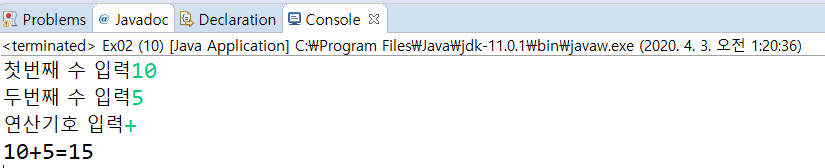 Problems @ Javadoc Declaration Console
<terminated> Ex02 (10) [Java Application] C:₩Program Files₩Java₩jdk-11.0.1₩bin₩javaw.exe (2020. 4. 3. 오전 1:20:36)
첫번째 수 입력10
두번째 수 입력5
연산기호 입력+
10+5=15